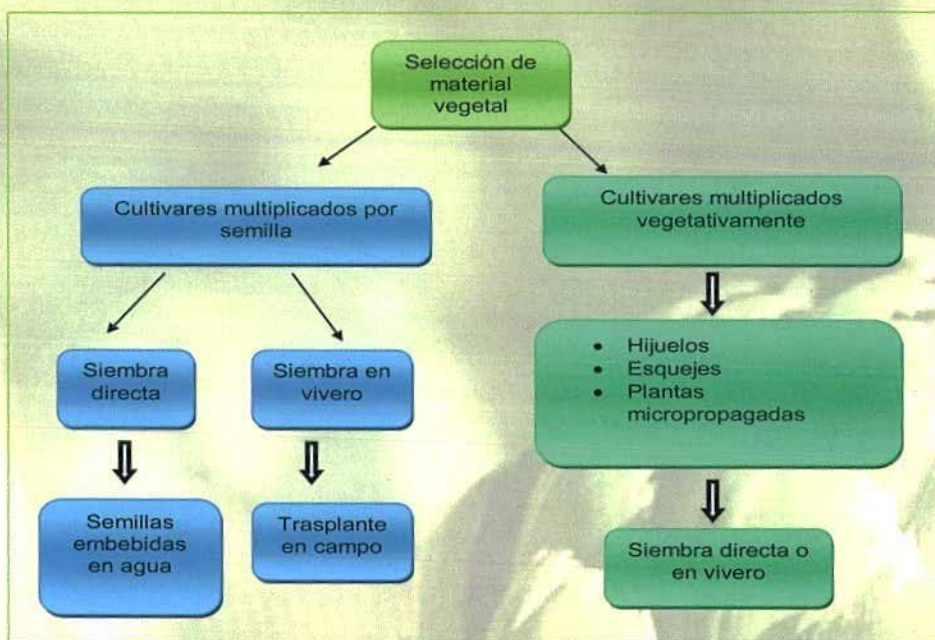 Selección de
material
vegetal
Cultivares multiplicados por
semilla
Cultivares multiplicados
vegetativamente
Siembra
directa
Siembra en
vivero
• Hijuelos
• Esquejes
• Plantas
micropropagadas
Semillas
embebidas
en agua
Trasplante
en campo
Siembra directa o
en vivero